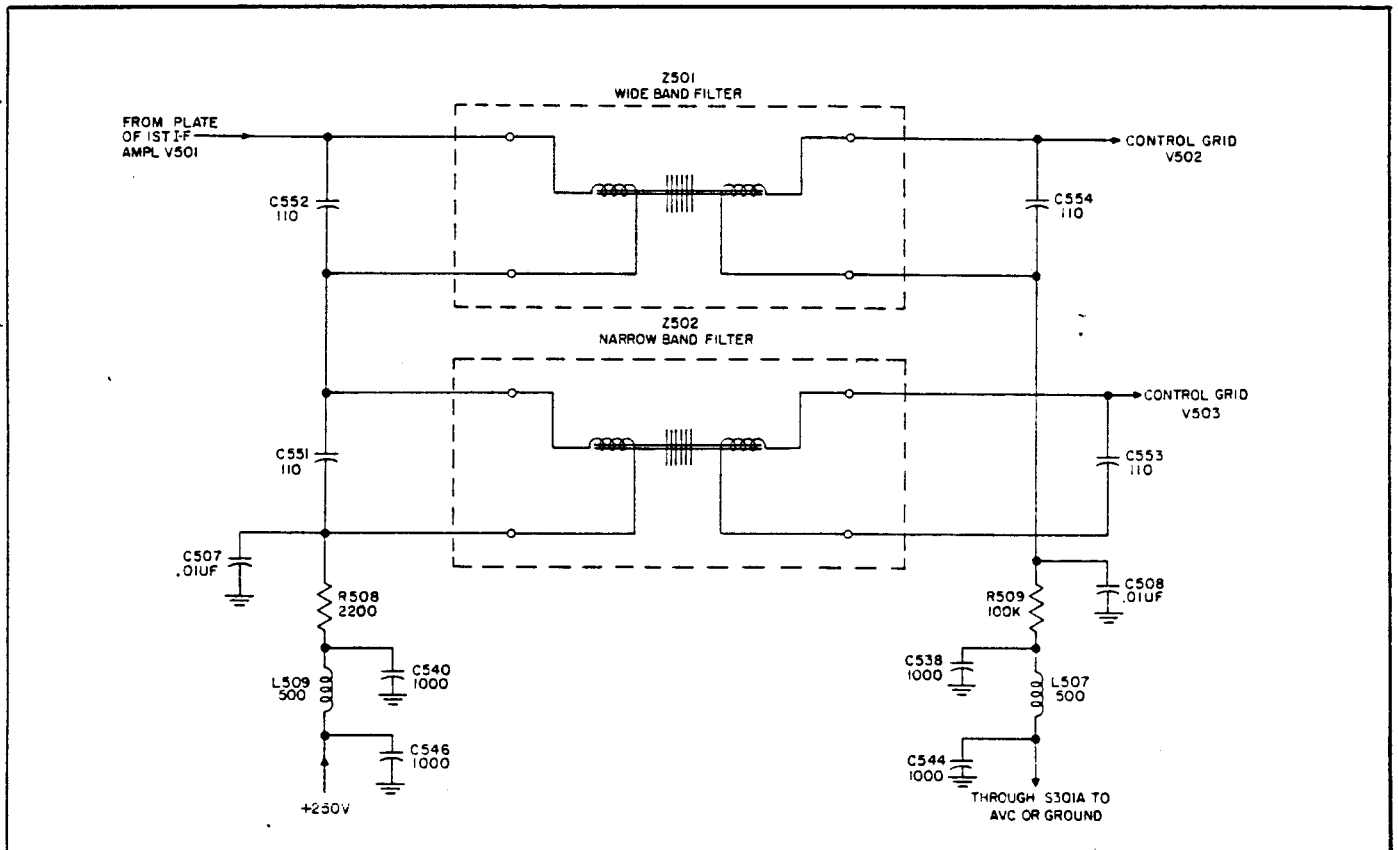 Z501
WIDE BAND FILTER
FROM PLATE
OF 1ST I-F
AMPL V501
CONTROL GRID
V502
C552
110
C554
110
Z502
NARROW BAND FILTER
CONTROL GRID
V503
C551
110
C553
110
C507
.01UF
R508
2200
C508
.01UF
R509
100K
C540
1000
L509
500
C538
1000
L507
500
C546
1000
C544
1000
+250V
THROUGH S301A TO
AVC OR GROUND